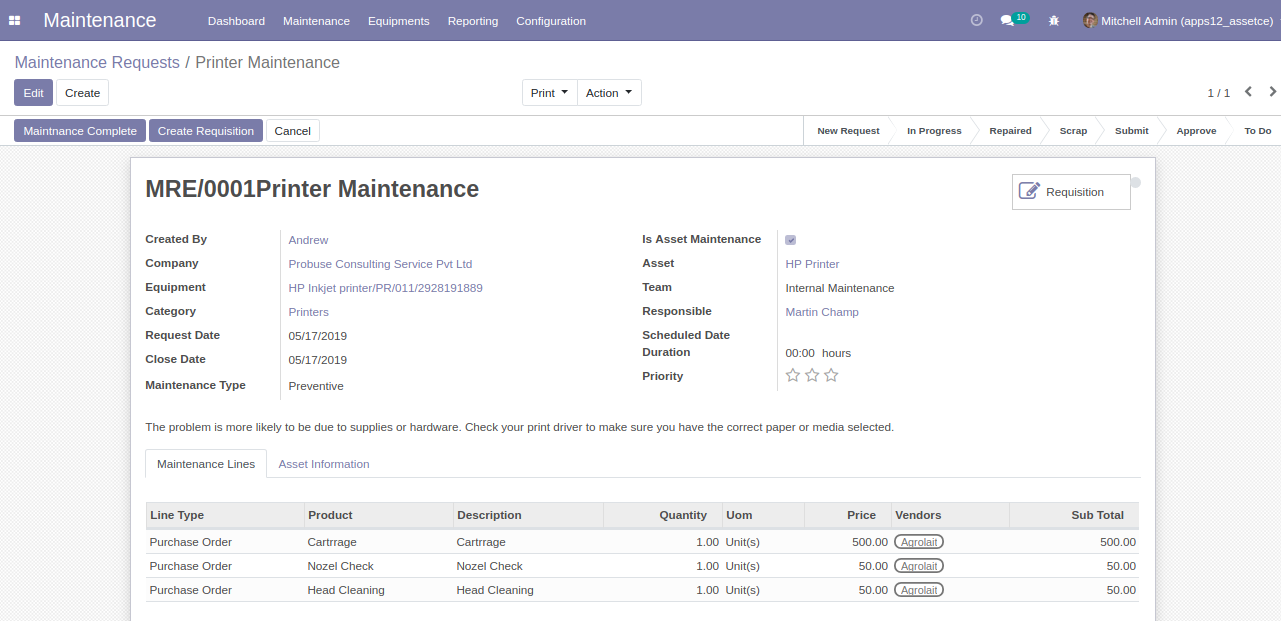 Maintenance Dashboard Maintenance Equipments Reporting Configuration 10 Mitchell Admin (apps12_assetce)
Maintenance Requests / Printer Maintenance
Edit Create Print Action 1 / 1
Maintnance Complete Create Requisition Cancel New Request In Progress Repaired Scrap Submit Approve To Do
MRE/0001Printer Maintenance Requisition
Created By Andrew Is Asset Maintenance
Company Probuse Consulting Service Pvt Ltd Asset HP Printer
Equipment HP Inkjet printer/PR/011/2928191889 Team Internal Maintenance
Category Printers Responsible Martin Champ
Request Date 05/17/2019 Scheduled Date
Close Date 05/17/2019 Duration 00:00 hours
Maintenance Type Preventive Priority
The problem is more likely to be due to supplies or hardware. Check your print driver to make sure you have the correct paper or media selected.
Maintenance Lines Asset Information
Line Type Product Description Quantity Uom Price Vendors Sub Total
Purchase Order Cartrrage Cartrrage 1.00 Unit(s) 500.00 Agrolait 500.00
Purchase Order Nozel Check Nozel Check 1.00 Unit(s) 50.00 Agrolait 50.00
Purchase Order Head Cleaning Head Cleaning 1.00 Unit(s) 50.00 Agrolait 50.00